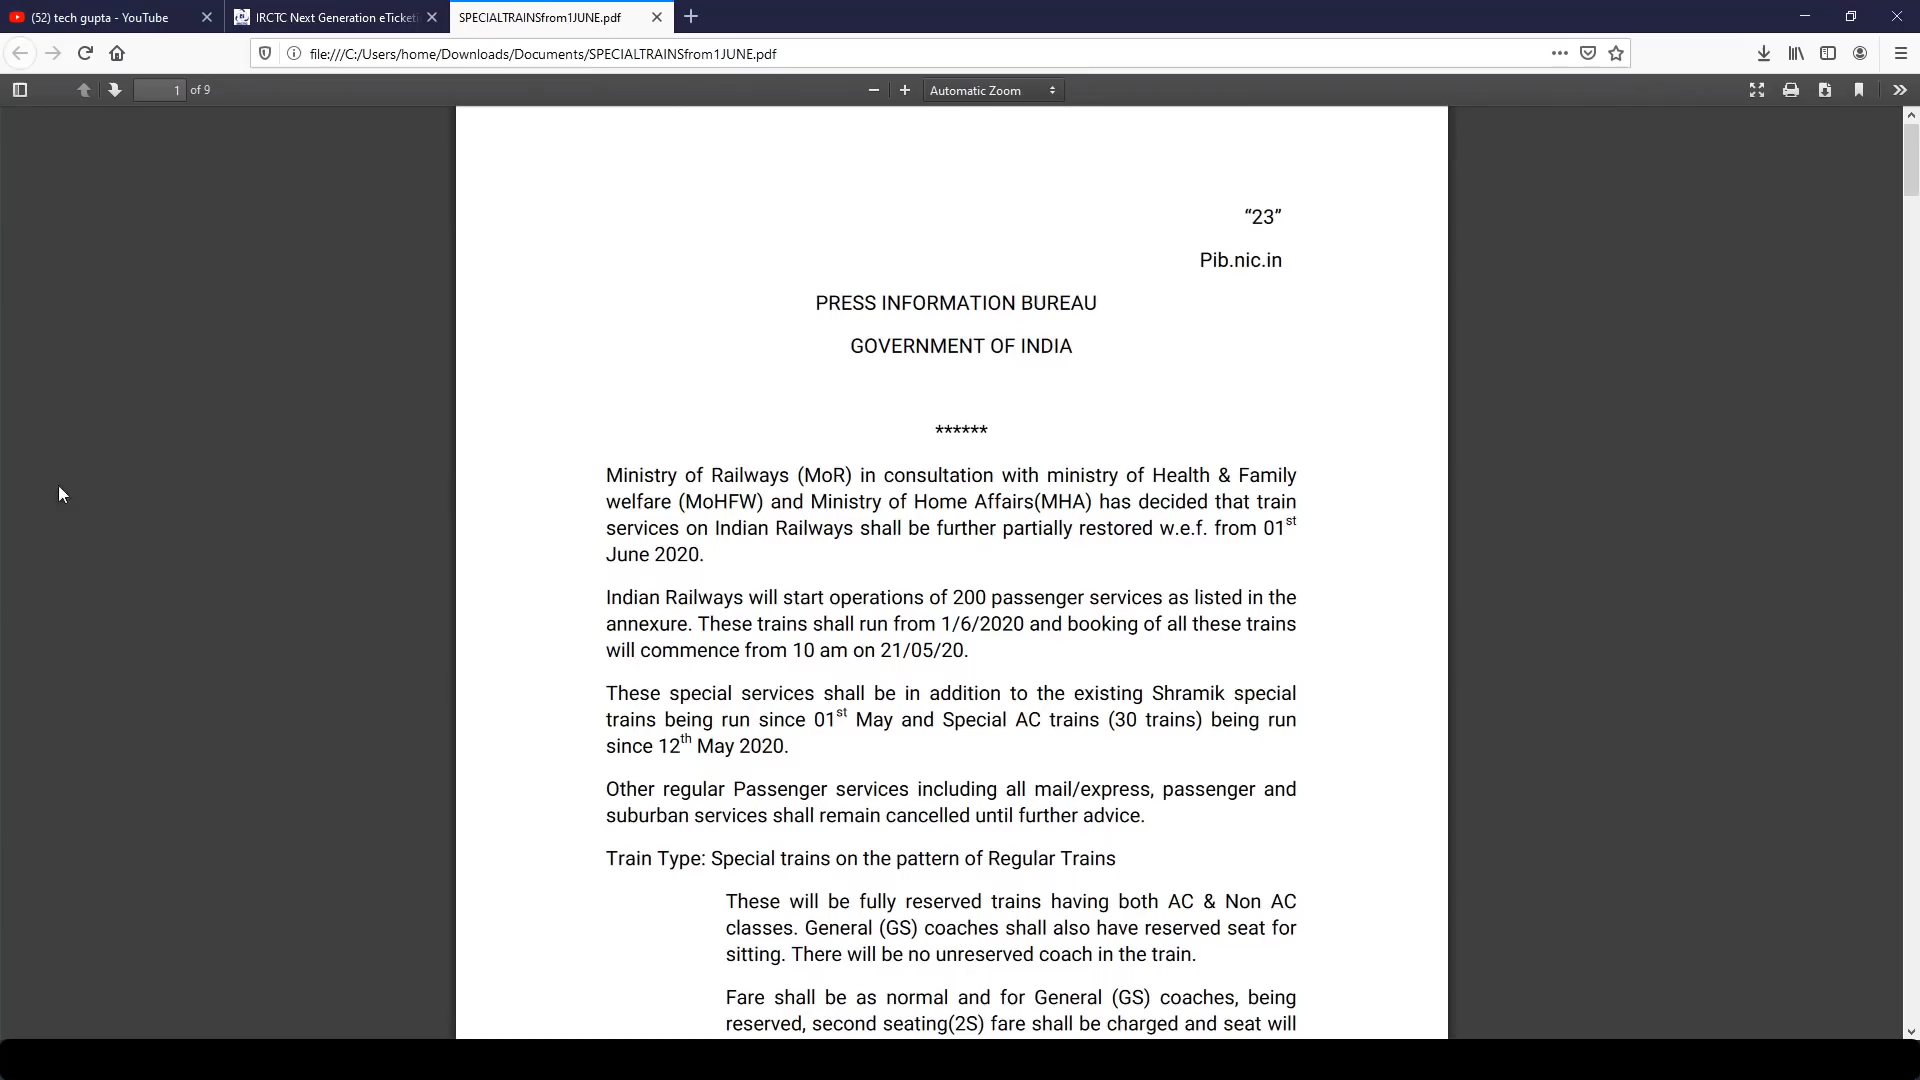 (52) tech gupta - YouTube
IRCTC Next Generation eTicketi
SPECIALTRAINSfrom1JUNE.pdf
file:///C:/Users/home/Downloads/Documents/SPECIALTRAINSfrom1JUNE.pdf
1 of 9
Automatic Zoom
“23”
Pib.nic.in
PRESS INFORMATION BUREAU
GOVERNMENT OF INDIA
******
Ministry of Railways (MoR) in consultation with ministry of Health & Family
welfare (MoHFW) and Ministry of Home Affairs(MHA) has decided that train
services on Indian Railways shall be further partially restored w.e.f. from 01st
June 2020.
Indian Railways will start operations of 200 passenger services as listed in the
annexure. These trains shall run from 1/6/2020 and booking of all these trains
will commence from 10 am on 21/05/20.
These special services shall be in addition to the existing Shramik special
trains being run since 01st May and Special AC trains (30 trains) being run
since 12th May 2020.
Other regular Passenger services including all mail/express, passenger and
suburban services shall remain cancelled until further advice.
Train Type: Special trains on the pattern of Regular Trains
These will be fully reserved trains having both AC & Non AC
classes. General (GS) coaches shall also have reserved seat for
sitting. There will be no unreserved coach in the train.
Fare shall be as normal and for General (GS) coaches, being
reserved, second seating(2S) fare shall be charged and seat will